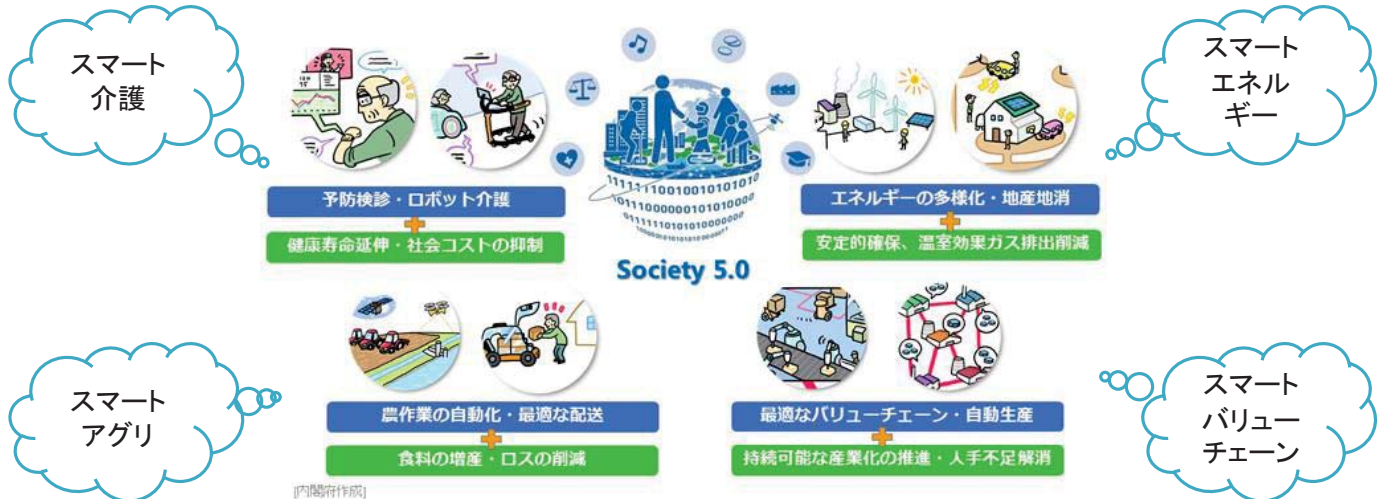 スマート
介護
スマート
エネル
ギー
予防検診・ロボット介護
健康寿命延伸・社会コストの抑制
エネルギーの多様化・地産地消
安定的確保、温室効果ガス排出削減
Society 5.0
スマート
アグリ
農作業の自動化・最適な配送
食料の増産・ロスの削減
最適なバリューチェーン・自動生産
持続可能な産業化の推進・人手不足解消
スマート
バリュー
チェーン
[内閣府作成]